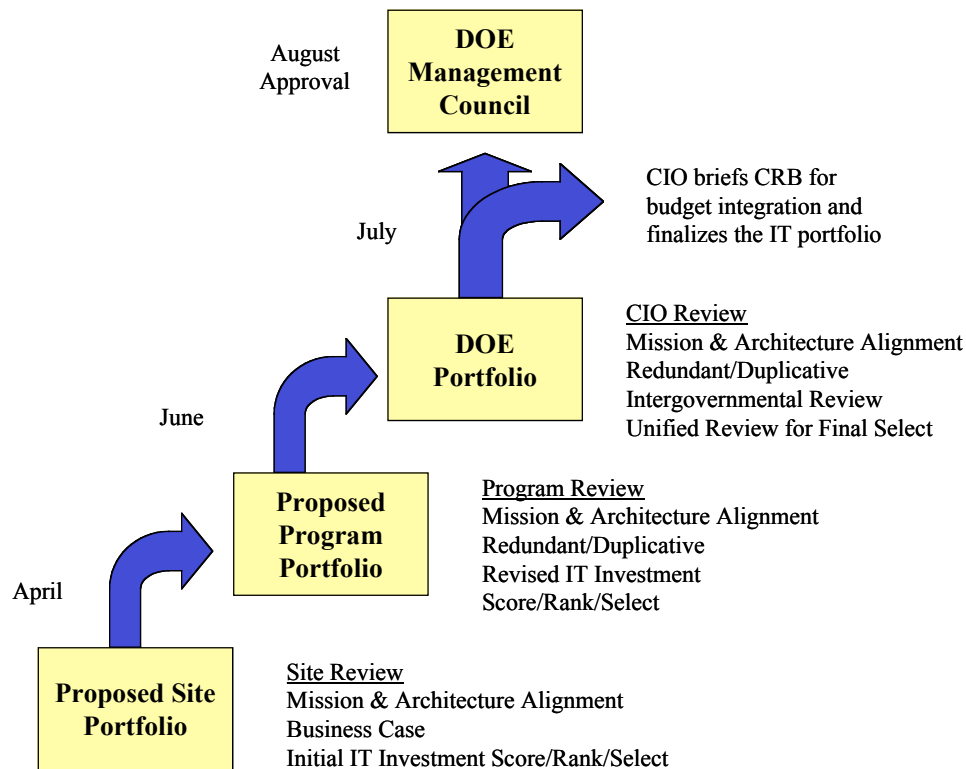 August
Approval
DOE
Management
Council
July
CIO briefs CRB for
budget integration and
finalizes the IT portfolio
DOE
Portfolio
CIO Review
Mission & Architecture Alignment
Redundant/Duplicative
Intergovernmental Review
Unified Review for Final Select
June
Proposed
Program
Portfolio
Program Review
Mission & Architecture Alignment
Redundant/Duplicative
Revised IT Investment
Score/Rank/Select
April
Proposed Site
Portfolio
Site Review
Mission & Architecture Alignment
Business Case
Initial IT Investment Score/Rank/Select